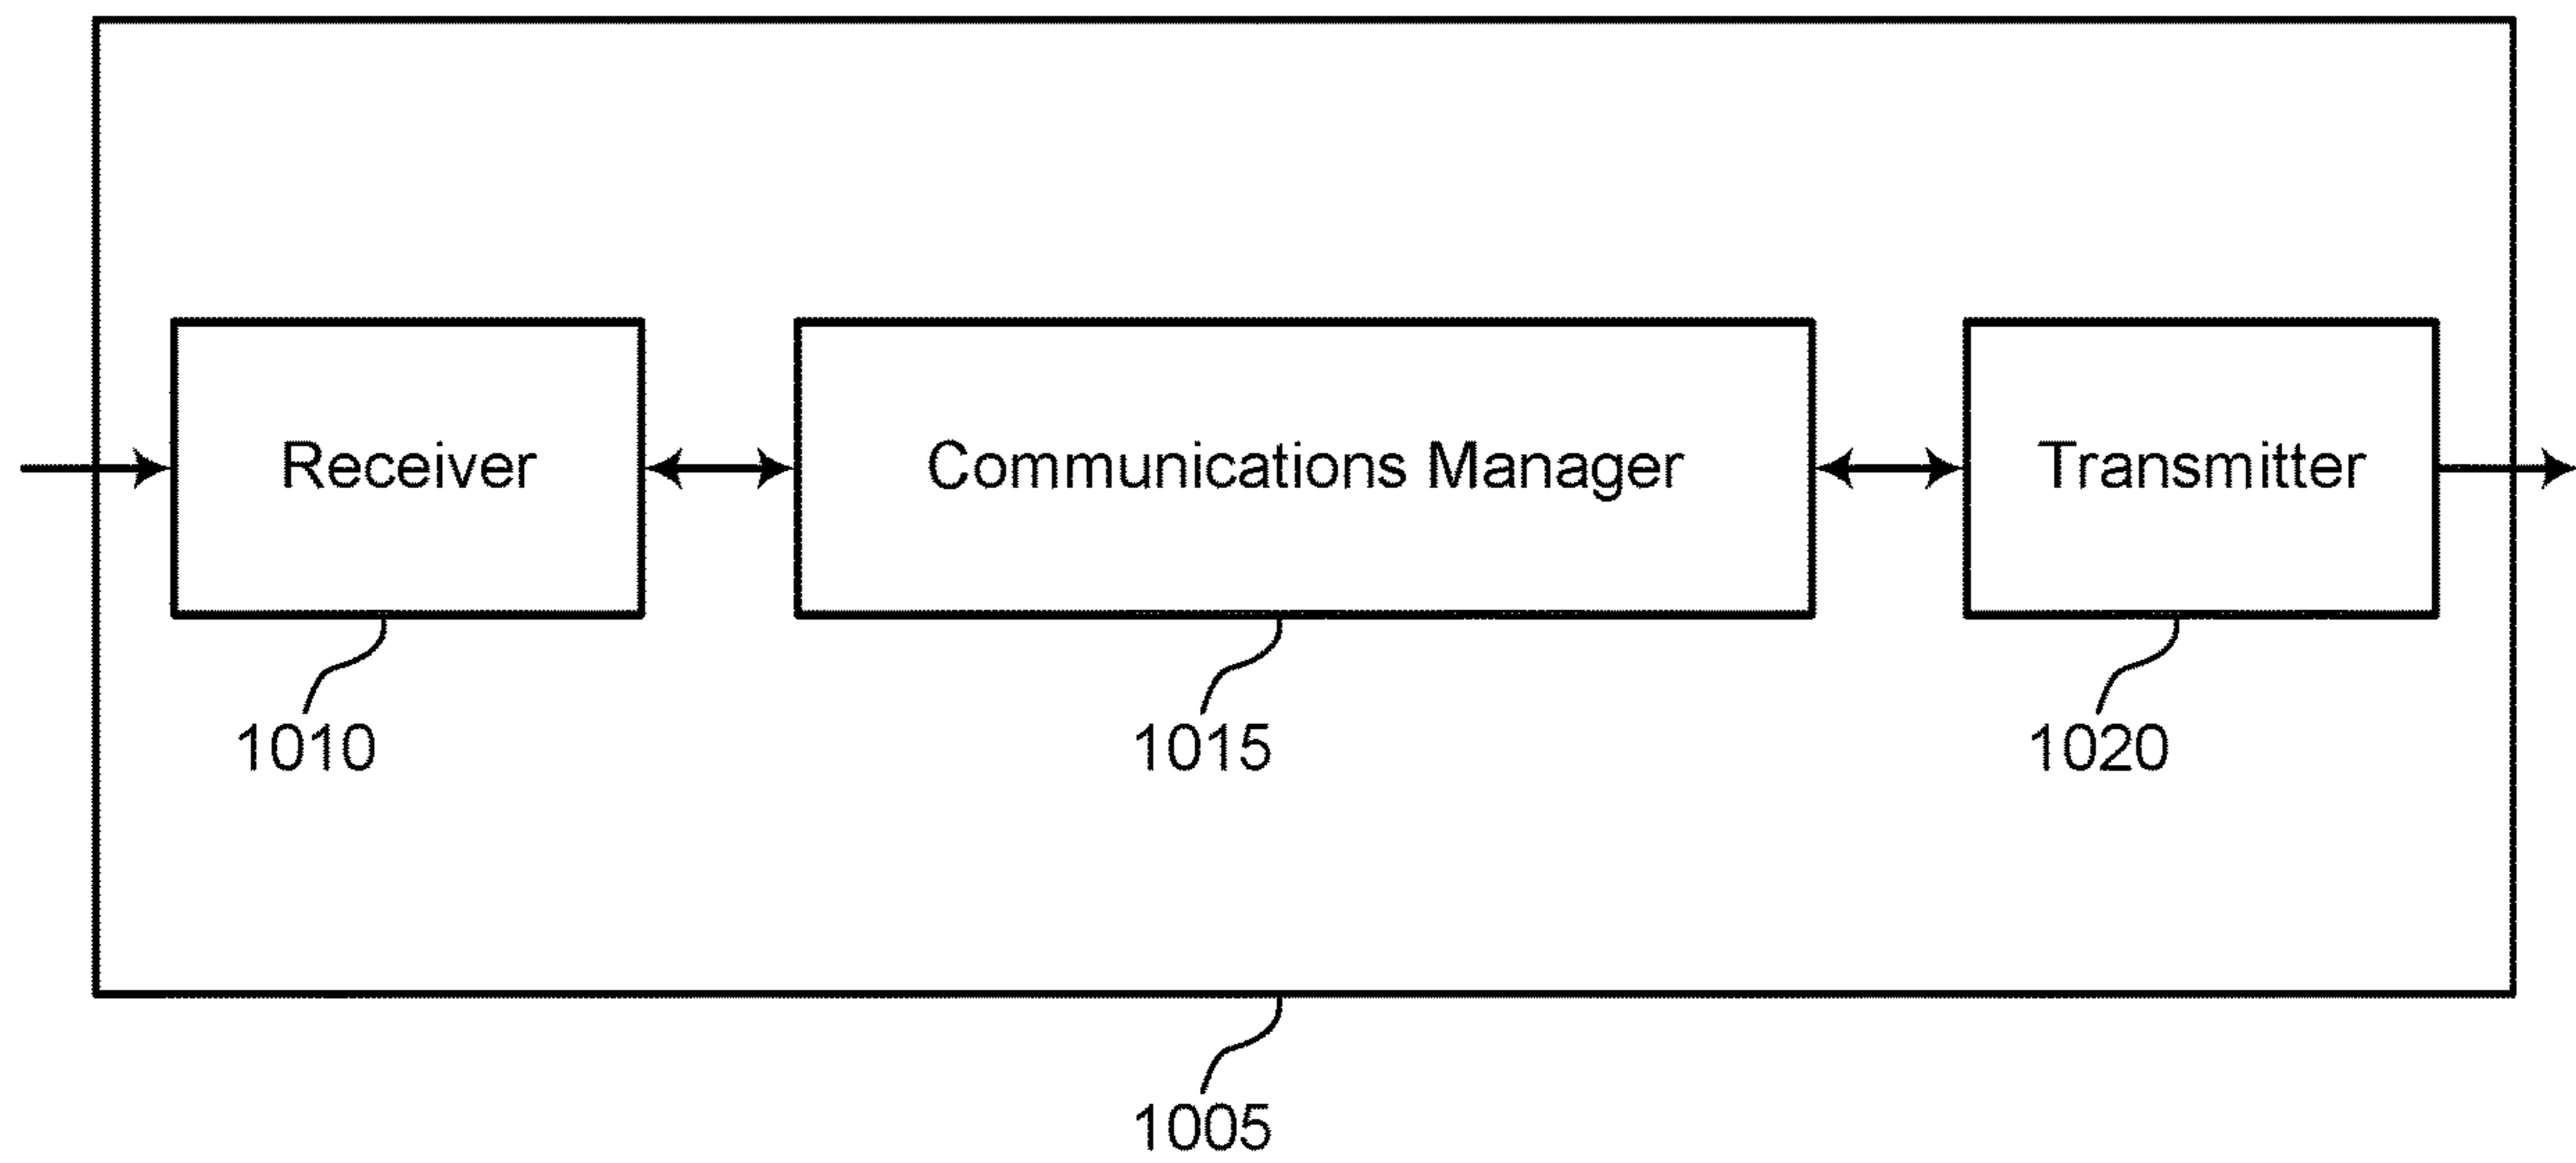 Receiver
Communications Manager
Transmitter
1010
1015
1020
1005